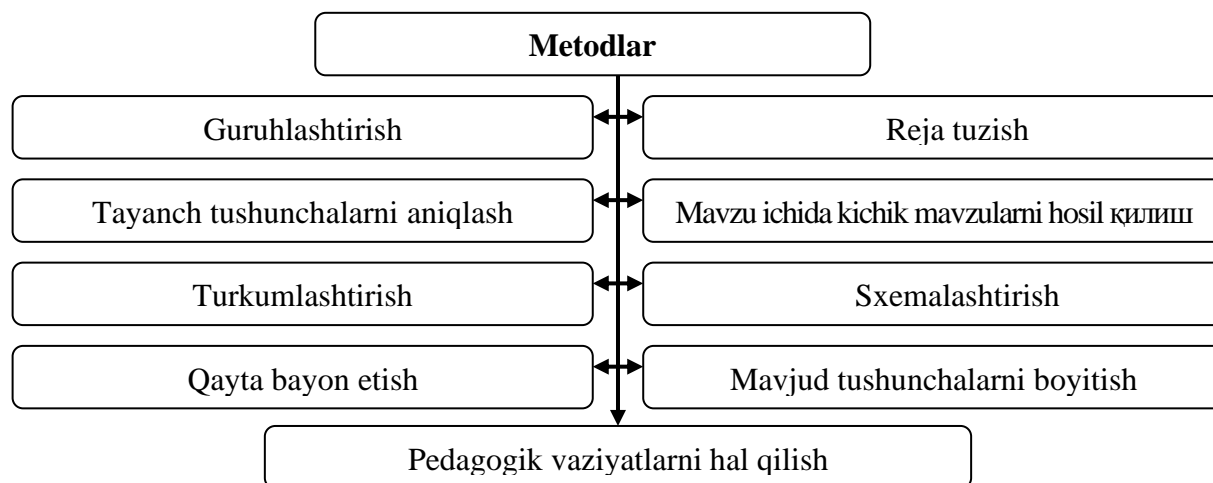 Metodlar
Guruhlashtirish
Reja tuzish
Tayanch tushunchalarni aniqlash
Mavzu ichida kichik mavzularni hosil қилиш
Turkumlashtirish
Sxemalashtirish
Qayta bayon etish
Mavjud tushunchalarni boyitish
Pedagogik vaziyatlarni hal qilish